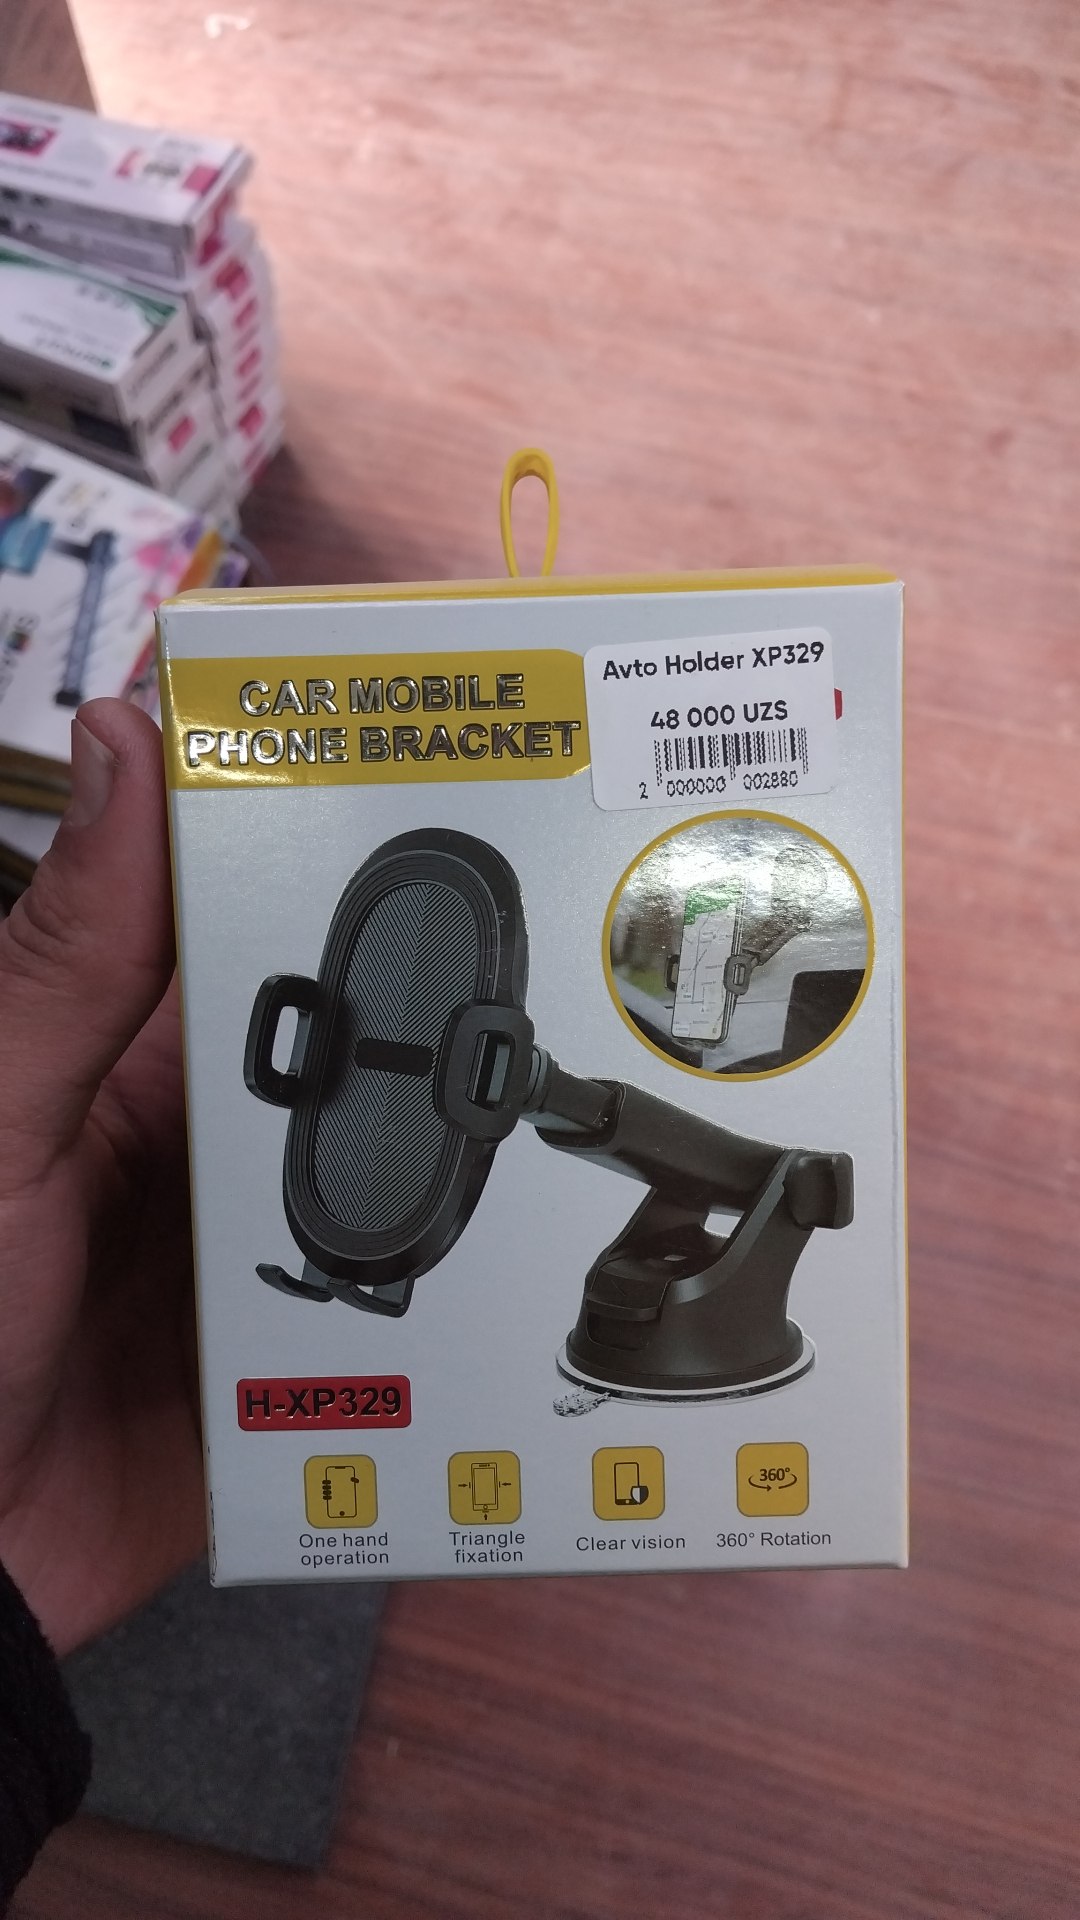 CAR MOBILE
PHONE BRACKET
Avto Holder XP329
48 000 UZS
2 000000 002880
H-XP329
One hand
operation
Triangle
fixation
Clear vision
360°
360° Rotation